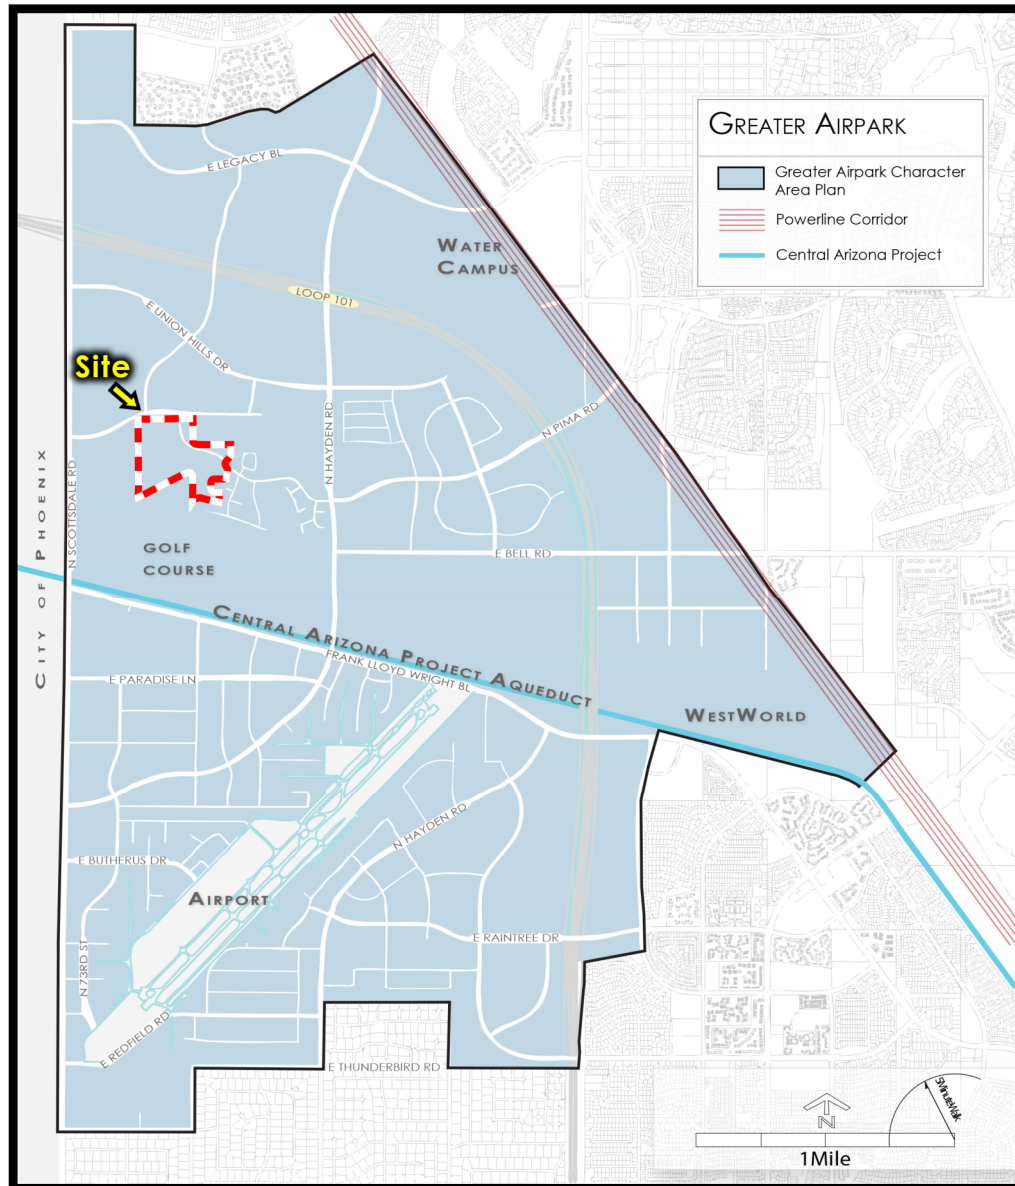 GREATER AIRPARK
Greater Airpark Character
Area Plan
Powerline Corridor
Central Arizona Project
E LEGACY BL
WATER
CAMPUS
LOOP 101
E UNION HILLS DR
Site
N HAYDEN RD
N PIMA RD
N SCOTTSDALE RD
CITY OF PHOENIX
GOLF
COURSE
E BELL RD
CENTRAL ARIZONA PROJECT AQUEDUCT
FRANK LLOYD WRIGHT BL
E PARADISE LN
WESTWORLD
N HAYDEN RD
E BUTHERUS DR
AIRPORT
E RAINTREE DR
N 73RD ST
E REDFIELD RD
E THUNDERBIRD RD
5MinuteWalk
N
1Mile